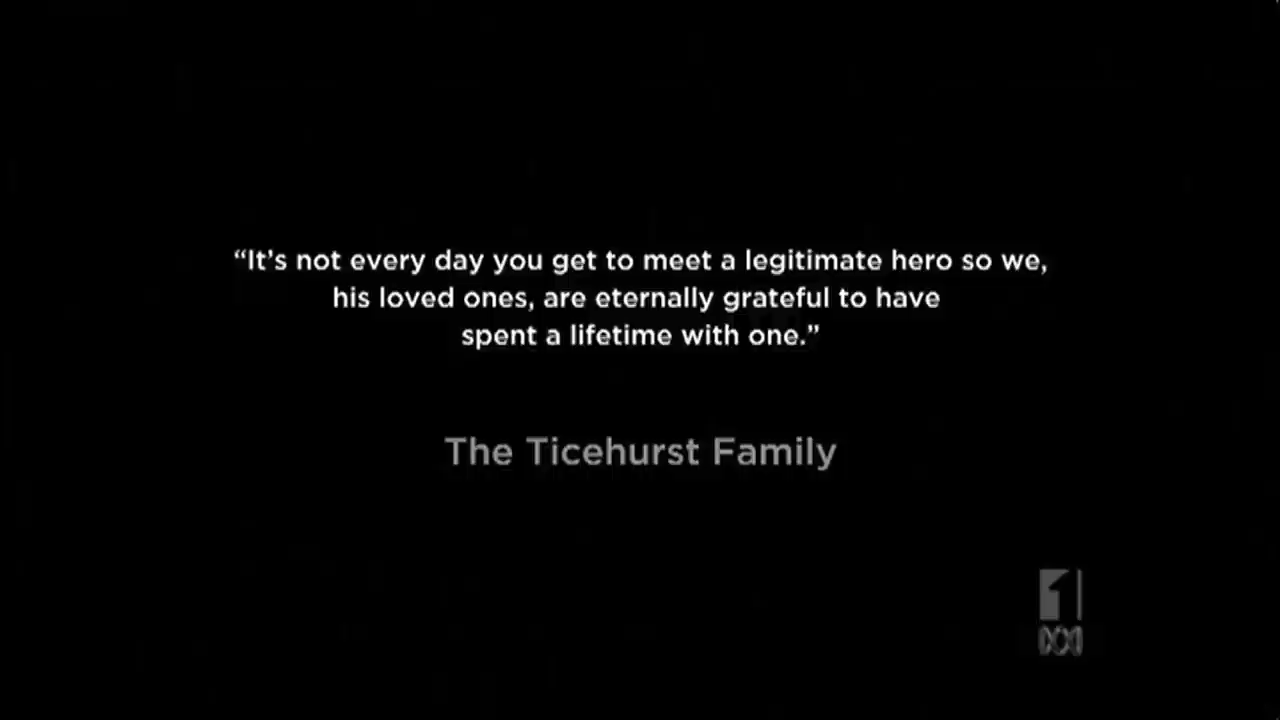 “It’s not every day you get to meet a legitimate hero so we,
his loved ones, are eternally grateful to have
spent a lifetime with one.”
The Ticehurst Family
1